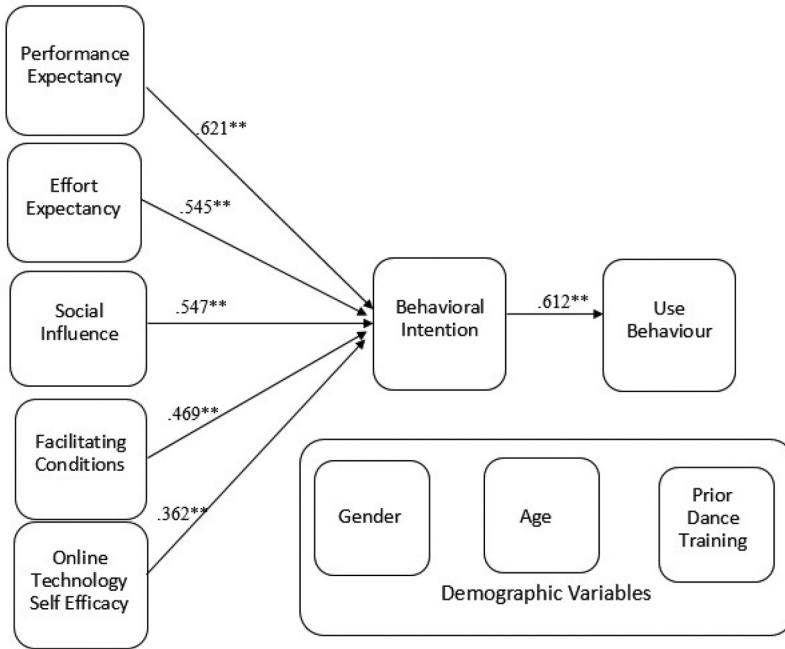 Performance
Expectancy
.621**
Effort
Expectancy
.545**
Social
Influence
.547**
Behavioral
Intention
.612**
Use
Behaviour
Facilitating
Conditions
.469**
Online
Technology
Self Efficacy
.362**
Gender
Age
Prior
Dance
Training
Demographic Variables